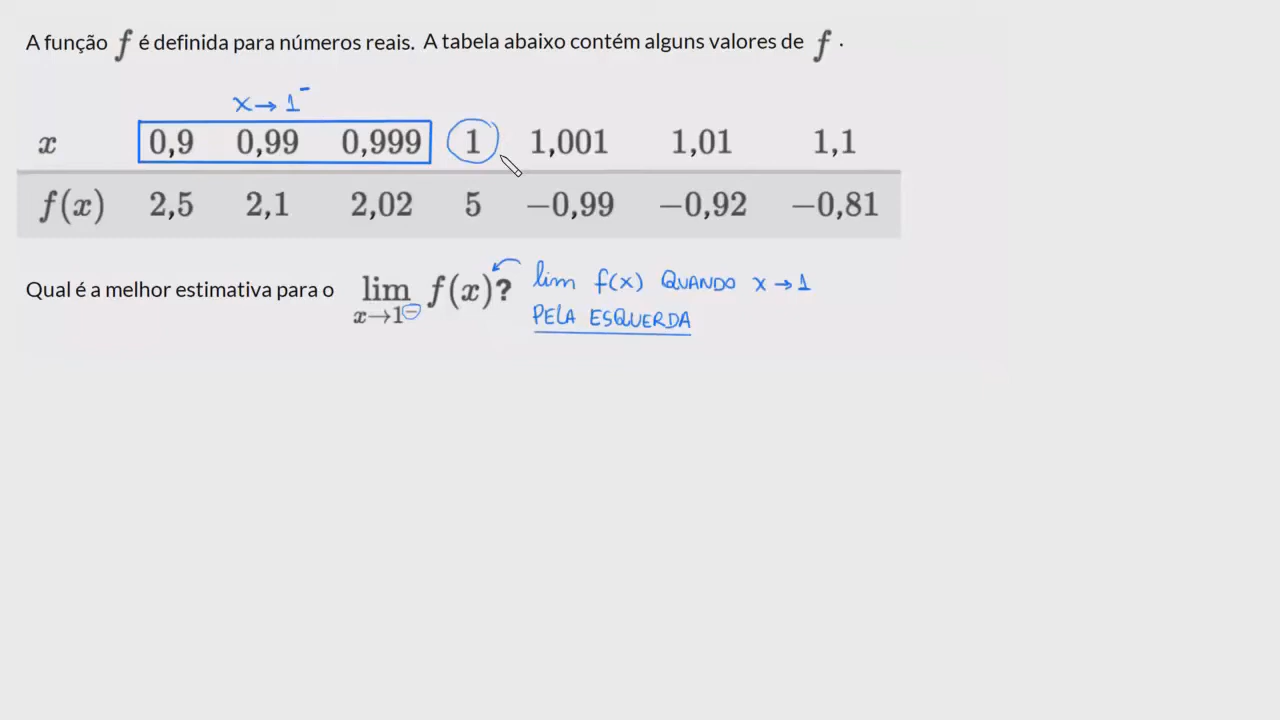 A função f é definida para números reais. A tabela abaixo contém alguns valores de f .
x → 1⁻
x 0,9 0,99 0,999 1 1,001 1,01 1,1
f(x) 2,5 2,1 2,02 5 −0,99 −0,92 −0,81
Qual é a melhor estimativa para o lim x→1⁻ f(x)?
lim f(x) QUANDO x → 1
PELA ESQUERDA